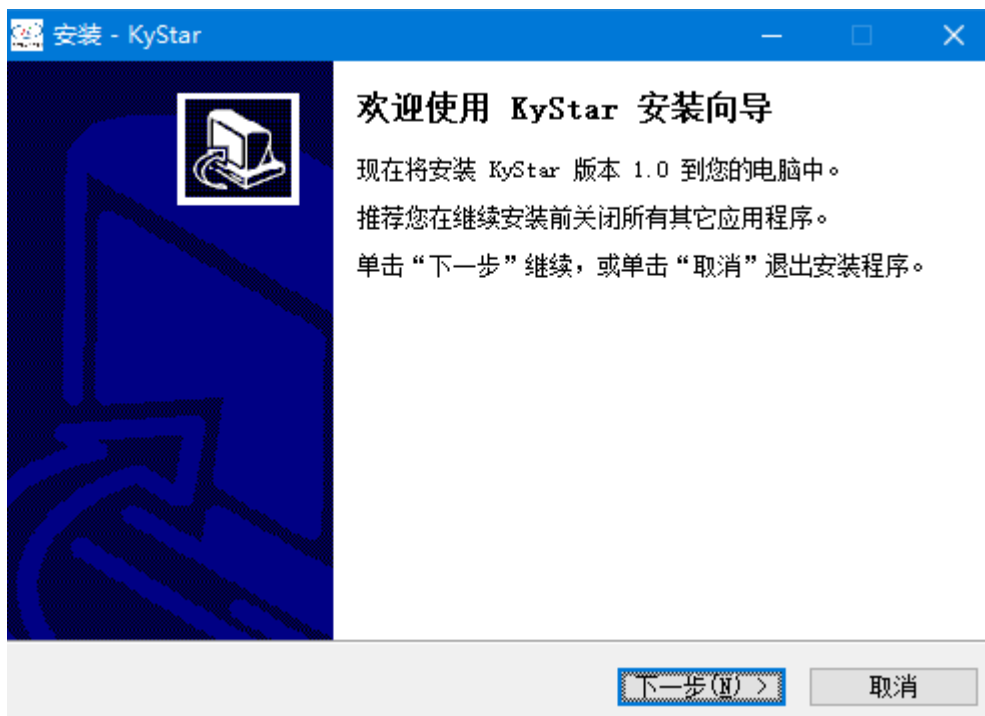 安装 - KyStar
欢迎使用 KyStar 安装向导
现在将安装 KyStar 版本 1.0 到您的电脑中。
推荐您在继续安装前关闭所有其它应用程序。
单击“下一步”继续，或单击“取消”退出安装程序。
下一步(N) >
取消